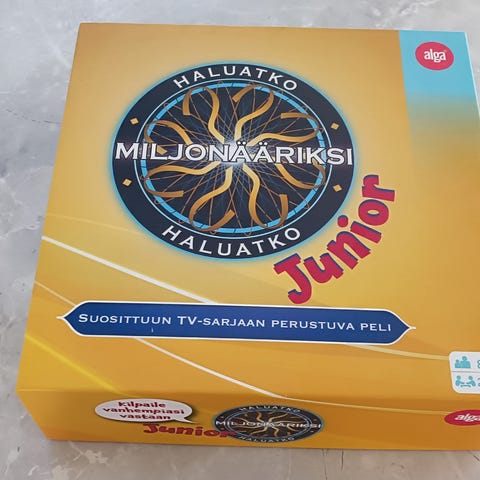 alga
HALUATKO
MILJONÄÄRIKSI
HALUATKO
Junior
SUOSITTUUN TV-SARJAAN PERUSTUVA PELI
Kilpaile
vanhempiasi
vastaan
Junior
HALUATKO
MILJONÄÄRIKSI
HALUATKO
alga